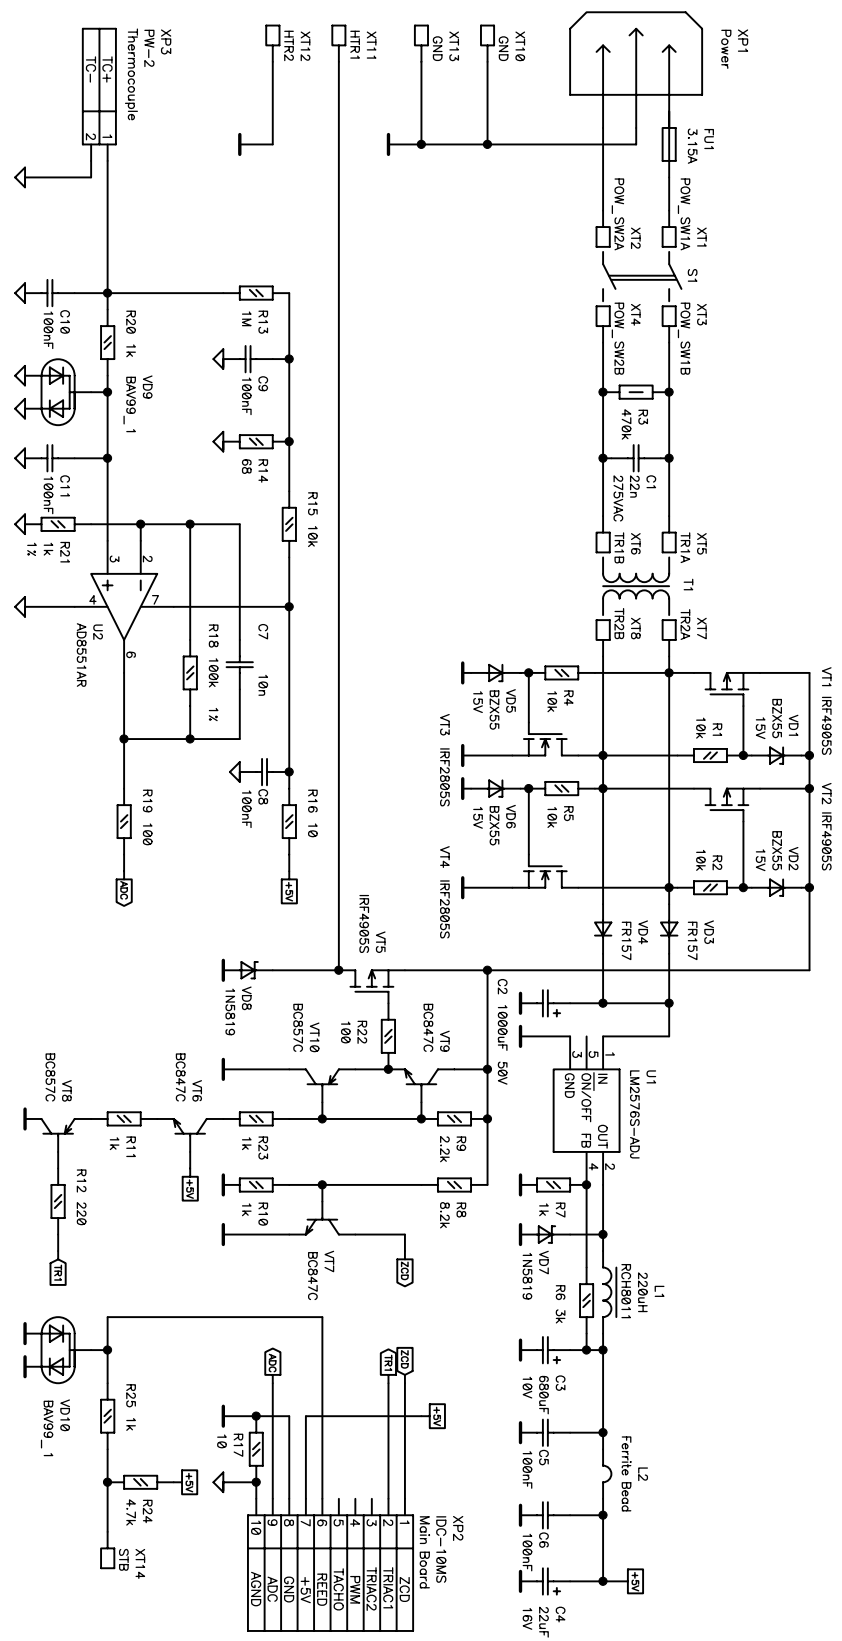 XP1
Power
FU1
3.15A
XT1
POW_SW1A
XT2
POW_SW2A
S1
XT3
POW_SW1B
XT4
POW_SW2B
R3
470k
C1
22n
275VAC
XT5
TR1A
XT6
TR1B
T1
XT7
TR2A
XT8
TR2B
VT1 IRF4905S
VD1
BZX55
15V
R1
10k
R4
10k
VD5
BZX55
15V
VT3 IRF2805S
VT2 IRF4905S
VD2
BZX55
15V
R2
10k
R5
10k
VD6
BZX55
15V
VT4 IRF2805S
VD3
FR157
VD4
FR157
C2 1000uF 50V
U1
LM2576S-ADJ
1
5
3
IN
ON/OFF
GND
OUT
FB
2
4
R7
1k
VD7
1N5819
L1
220uH
RCH8011
R6 3k
C3
680uF
10V
C5
100nF
L2
Ferrite Bead
C6
100nF
C4
22uF
16V
+5V
XT10
GND
XT13
GND
XT11
HTR1
XT12
HTR2
VT5
IRF4905S
VD8
1N5819
R22
100
VT9
BC847C
VT10
BC857C
R9
2.2k
R8
8.2k
R23
1k
R10
1k
VT7
BC847C
ZCD
VT6
BC847C
+5V
R11
1k
VT8
BC857C
R12 220
TR1
XP3
PW-2
Thermocouple
TC+
TC-
1
2
C10
100nF
R20 1k
R13
1M
C9
100nF
VD9
BAV99_1
R14
68
C11
100nF
R15 10k
R21
1k
1%
3
2
7
4
6
U2
AD8551AR
R18 100k 1%
C7
10n
C8
100nF
R16 10
+5V
R19 100
ADC
VD10
BAV99_1
R25 1k
R24
4.7k
+5V
XT14
STB
ADC
TR1
ZCD
+5V
R17
10
XP2
IDC-10MS
Main Board
1 ZCD
2 TRIAC1
3 TRIAC2
4 PWM
5 TACHO
6 REED
7 +5V
8 GND
9 ADC
10 AGND